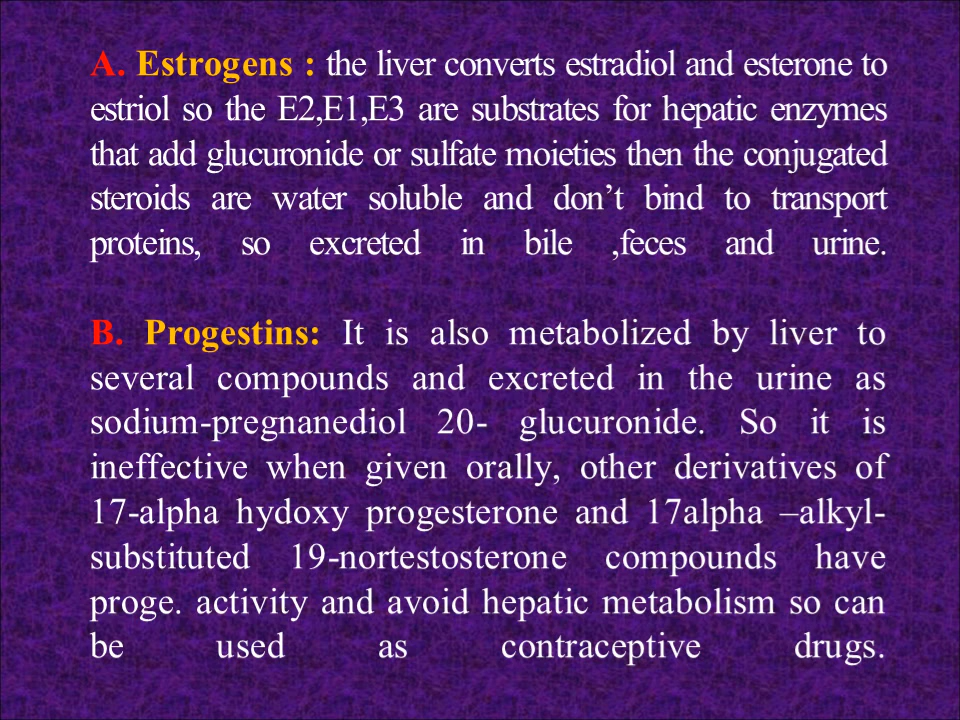 A. Estrogens : the liver converts estradiol and esterone to
estriol so the E2,E1,E3 are substrates for hepatic enzymes
that add glucuronide or sulfate moieties then the conjugated
steroids are water soluble and don’t bind to transport
proteins, so excreted in bile ,feces and urine.
B. Progestins: It is also metabolized by liver to
several compounds and excreted in the urine as
sodium-pregnanediol 20- glucuronide. So it is
ineffective when given orally, other derivatives of
17-alpha hydoxy progesterone and 17alpha –alkyl-
substituted 19-nortestosterone compounds have
proge. activity and avoid hepatic metabolism so can
be used as contraceptive drugs.